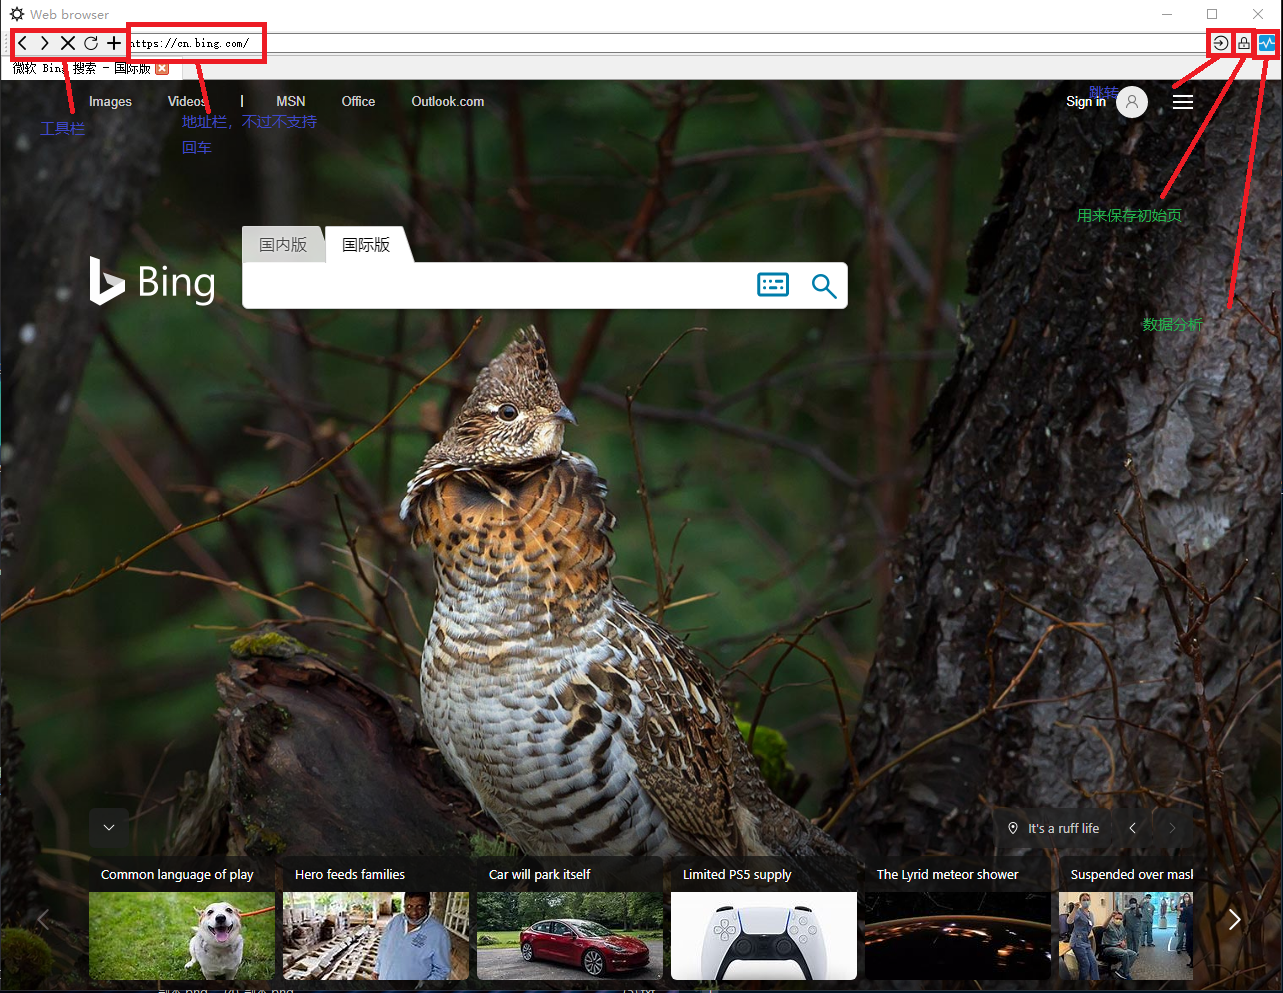 Web browser
https://cn.bing.com/
微软 Bing 搜索 - 国际版
Images Videos MSN Office Outlook.com
跳转
Sign in
工具栏
地址栏，不过不支持
回车
用来保存初始页
国内版 国际版
Bing
数据分析
It's a ruff life
Common language of play Hero feeds families Car will park itself Limited PS5 supply The Lyrid meteor shower Suspended over mask